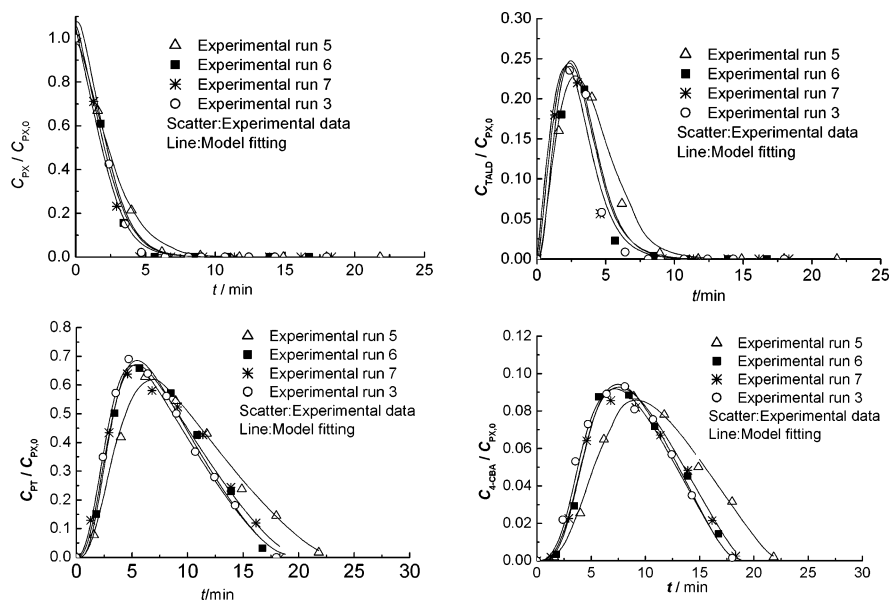 C_PX / C_PX,0
1.0
0.8
0.6
0.4
0.2
0.0
0
5
10
15
20
25
t / min
Experimental run 5
Experimental run 6
Experimental run 7
Experimental run 3
Scatter:Experimental data
Line:Model fitting
C_TALD / C_PX,0
0.25
0.20
0.15
0.10
0.05
0.00
0
5
10
15
20
25
t/min
Experimental run 5
Experimental run 6
Experimental run 7
Experimental run 3
Scatter:Experimental data
Line:Model fitting
C_PT / C_PX,0
0.8
0.7
0.6
0.5
0.4
0.3
0.2
0.1
0.0
0
5
10
15
20
25
30
t/min
Experimental run 5
Experimental run 6
Experimental run 7
Experimental run 3
Scatter:Experimental data
Line:Model fitting
C_4-CBA / C_PX,0
0.12
0.10
0.08
0.06
0.04
0.02
0.00
0
5
10
15
20
25
30
t / min
Experimental run 5
Experimental run 6
Experimental run 7
Experimental run 3
Scatter:Experimental data
Line:Model fitting